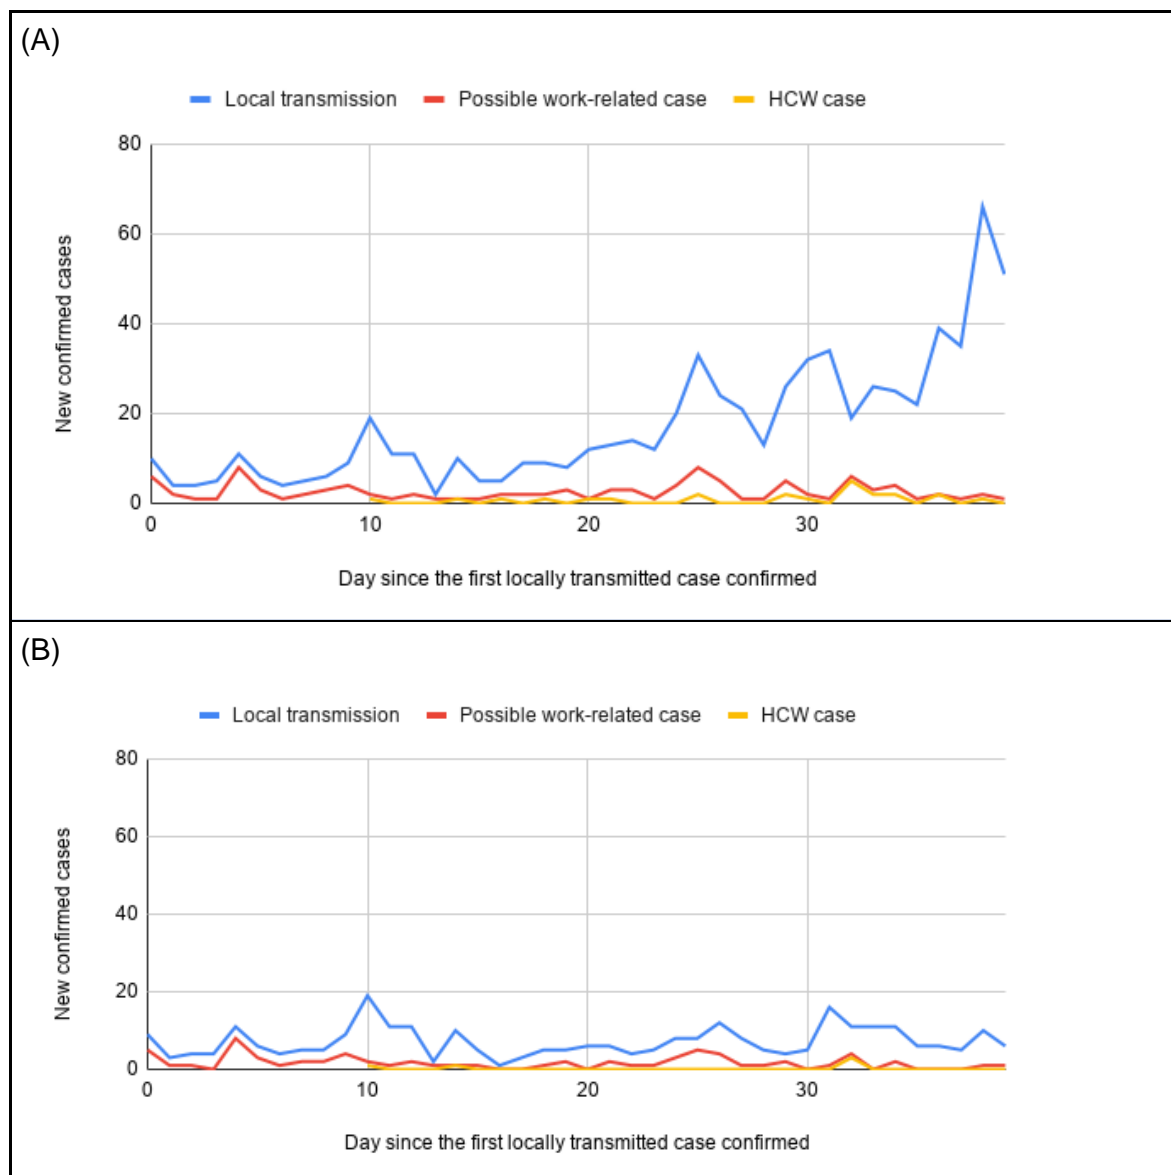 (A)
Local transmission Possible work-related case HCW case
80
60
40
20
0
0 10 20 30
New confirmed cases
Day since the first locally transmitted case confirmed
(B)
Local transmission Possible work-related case HCW case
80
60
40
20
0
0 10 20 30
New confirmed cases
Day since the first locally transmitted case confirmed